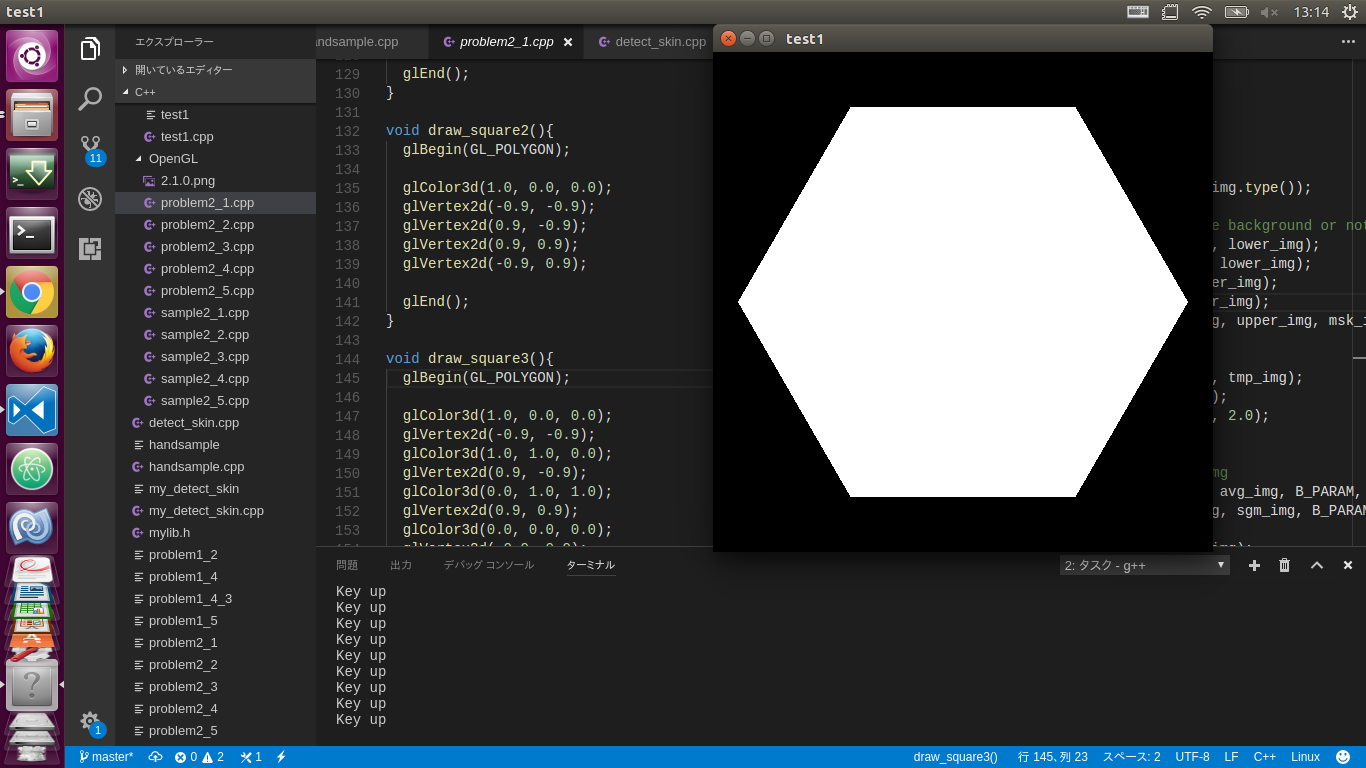 test1
13:14
エクスプローラー
andsample.cpp
problem2_1.cpp
detect_skin.cpp
test1
開いているエディター
C++
test1
test1.cpp
OpenGL
2.1.0.png
problem2_1.cpp
problem2_2.cpp
problem2_3.cpp
problem2_4.cpp
problem2_5.cpp
sample2_1.cpp
sample2_2.cpp
sample2_3.cpp
sample2_4.cpp
sample2_5.cpp
detect_skin.cpp
handsample
handsample.cpp
my_detect_skin
my_detect_skin.cpp
mylib.h
problem1_2
problem1_4
problem1_4_3
problem1_5
problem2_1
problem2_2
problem2_3
problem2_4
problem2_5
11
1
129 glEnd();
130 }
131
132 void draw_square2(){
133 glBegin(GL_POLYGON);
134
135 glColor3d(1.0, 0.0, 0.0);
136 glVertex2d(-0.9, -0.9);
137 glVertex2d(0.9, -0.9);
138 glVertex2d(0.9, 0.9);
139 glVertex2d(-0.9, 0.9);
140
141 glEnd();
142 }
143
144 void draw_square3(){
145 glBegin(GL_POLYGON);
146
147 glColor3d(1.0, 0.0, 0.0);
148 glVertex2d(-0.9, -0.9);
149 glColor3d(1.0, 1.0, 0.0);
150 glVertex2d(0.9, -0.9);
151 glColor3d(0.0, 1.0, 1.0);
152 glVertex2d(0.9, 0.9);
153 glColor3d(0.0, 0.0, 0.0);
img.type());
e background or not
, lower_img);
lower_img);
er_img);
r_img);
g, upper_img, msk_i
, tmp_img);
);
, 2.0);
mg
avg_img, B_PARAM,
g, sgm_img, B_PARAM
問題 出力 デバッグ コンソール ターミナル
2: タスク - g++
Key up
Key up
Key up
Key up
Key up
Key up
Key up
Key up
Key up
master* 0 2 1
draw_square3() 行 145、列 23 スペース: 2 UTF-8 LF C++ Linux